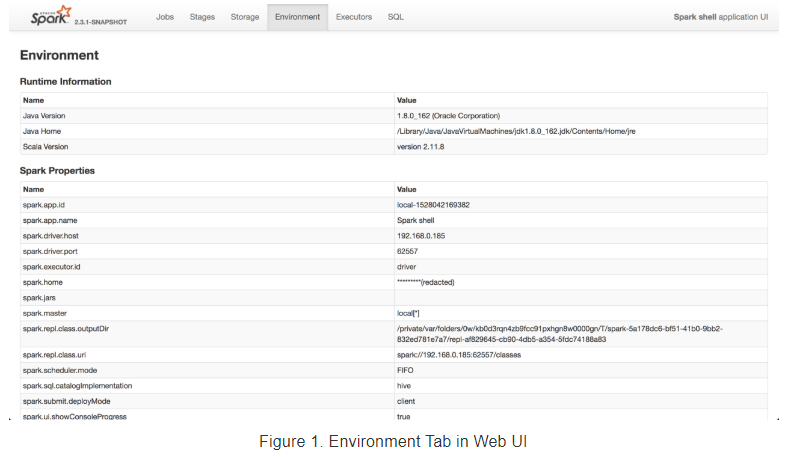 APACHE
Spark 2.3.1-SNAPSHOT Jobs Stages Storage Environment Executors SQL Spark shell application UI
Environment
Runtime Information
Name Value
Java Version 1.8.0_162 (Oracle Corporation)
Java Home /Library/Java/JavaVirtualMachines/jdk1.8.0_162.jdk/Contents/Home/jre
Scala Version version 2.11.8
Spark Properties
Name Value
spark.app.id local-1528042169382
spark.app.name Spark shell
spark.driver.host 192.168.0.185
spark.driver.port 62557
spark.executor.id driver
spark.home *********(redacted)
spark.jars
spark.master local[*]
spark.repl.class.outputDir /private/var/folders/0w/kb0d3rqn4zb9fcc91pxhgn8w0000gn/T/spark-5a178dc6-bf51-41b0-9bb2-
832ed781e7a7/repl-af829645-cb90-4db5-a354-5fdc74188a83
spark.repl.class.uri spark://192.168.0.185:62557/classes
spark.scheduler.mode FIFO
spark.sql.catalogImplementation hive
spark.submit.deployMode client
spark.ui.showConsoleProgress true
Figure 1. Environment Tab in Web UI